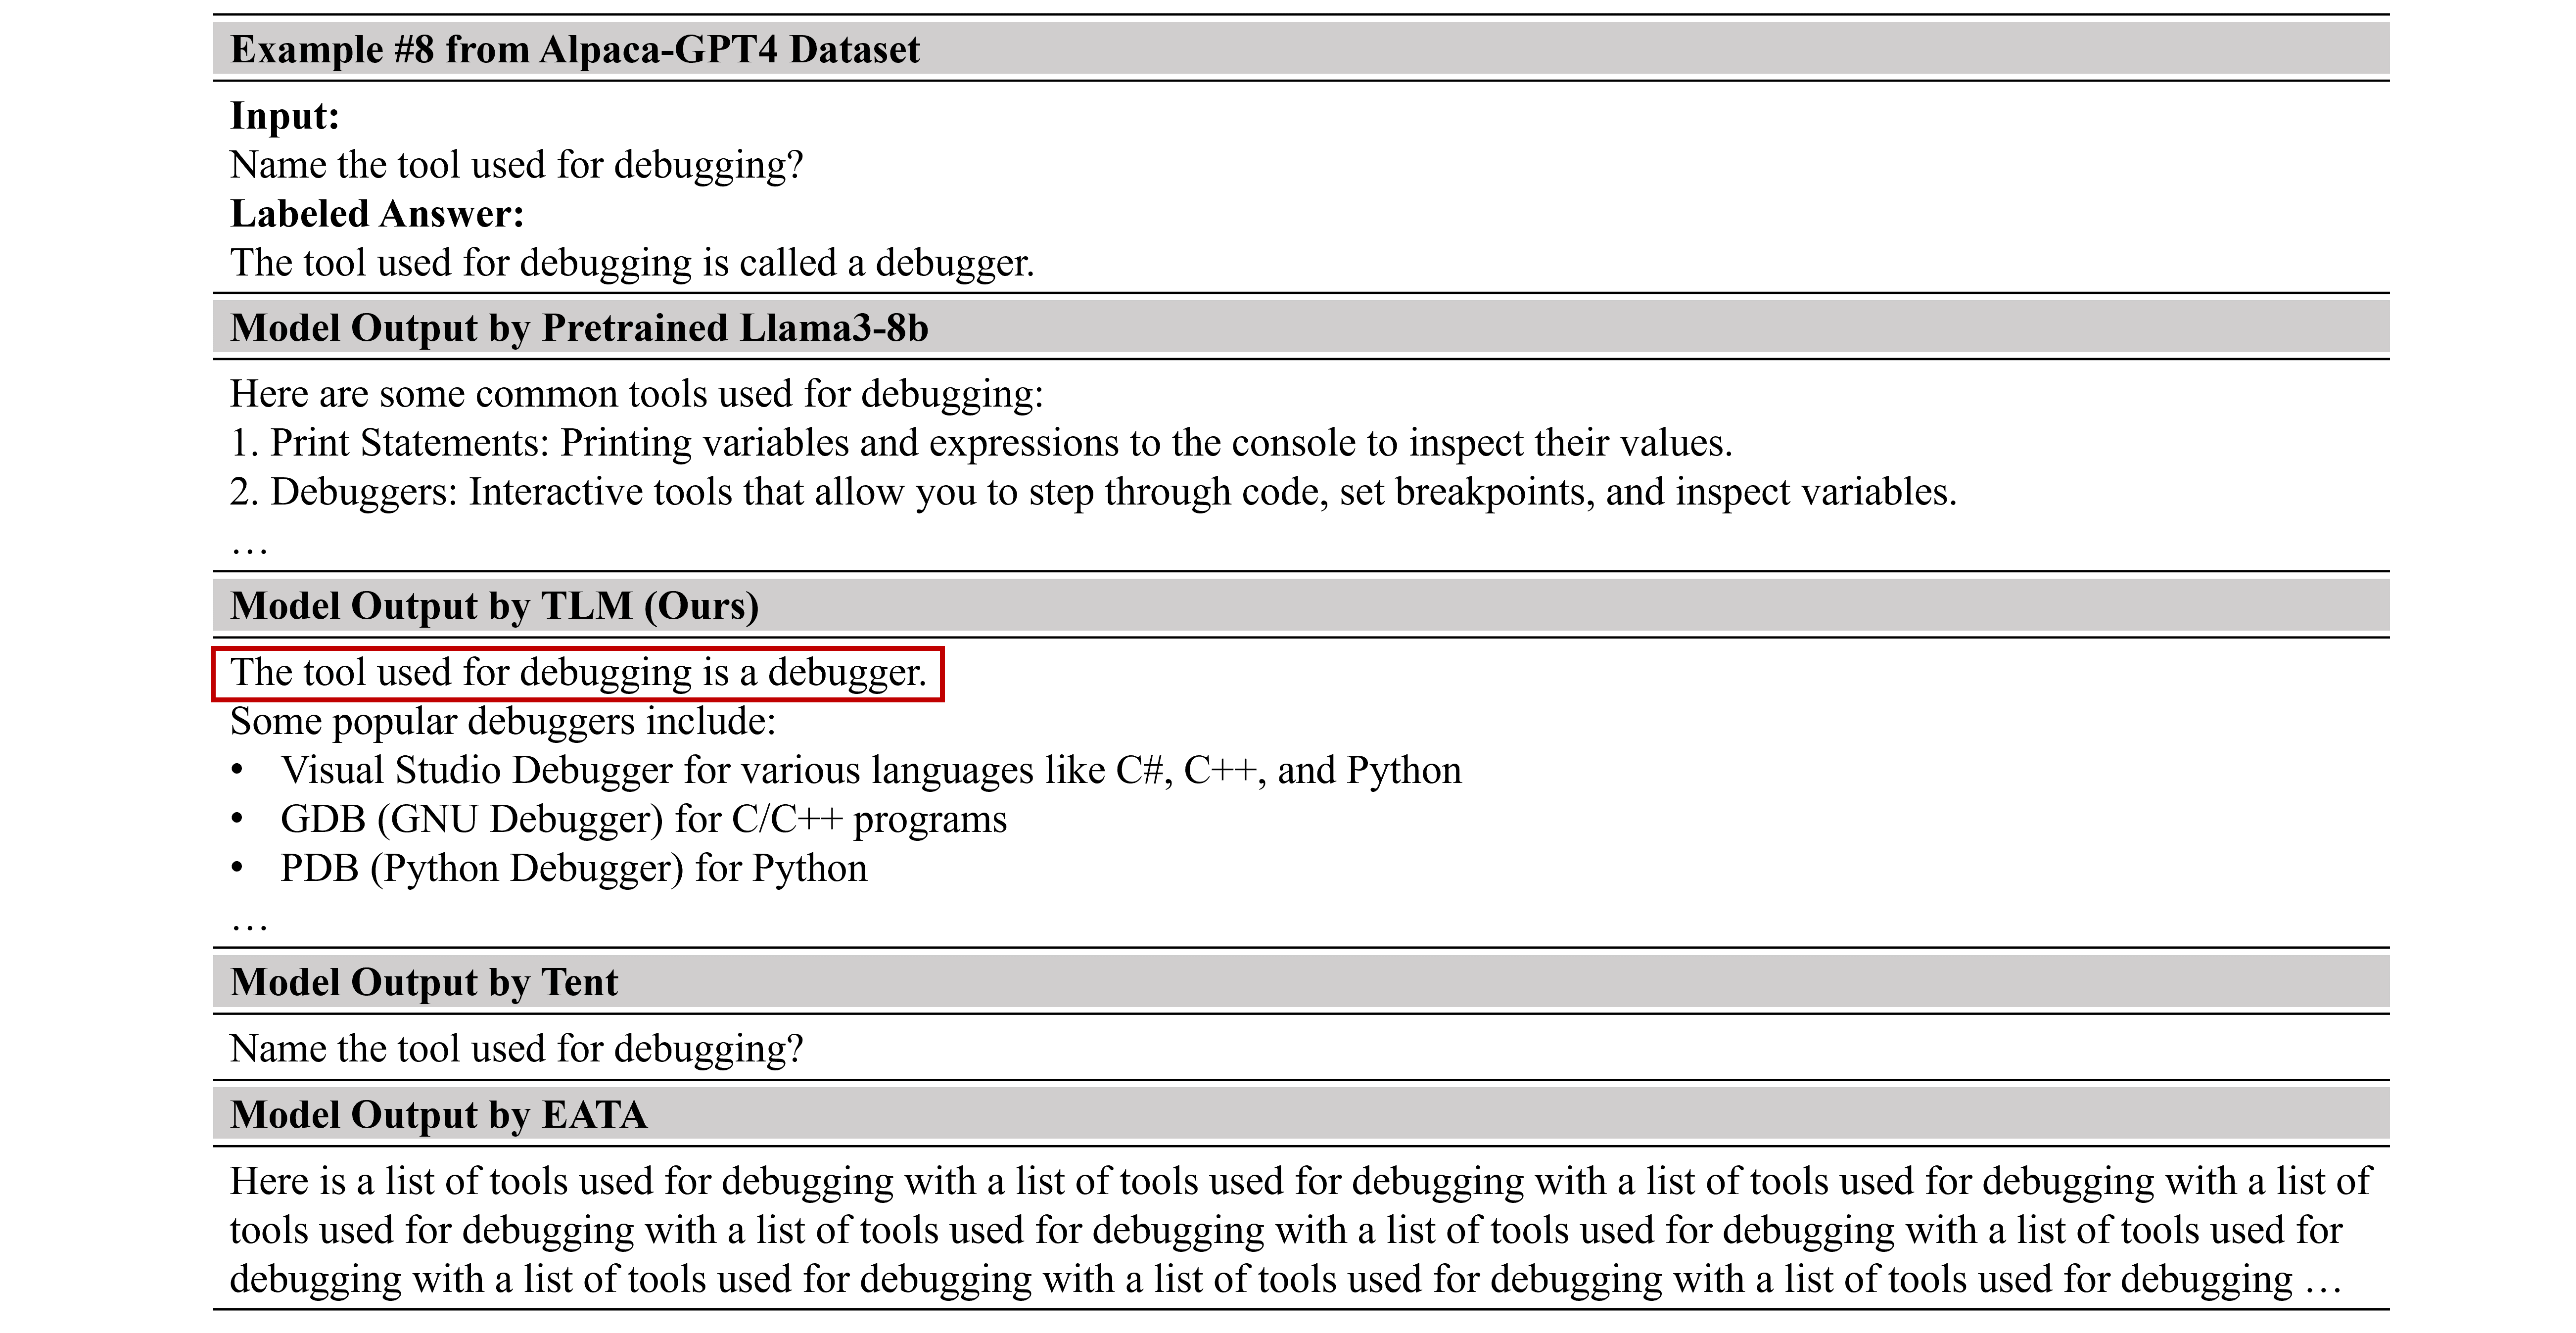 Example #8 from Alpaca-GPT4 Dataset
Input:
Name the tool used for debugging?
Labeled Answer:
The tool used for debugging is called a debugger.
Model Output by Pretrained Llama3-8b
Here are some common tools used for debugging:
1. Print Statements: Printing variables and expressions to the console to inspect their values.
2. Debuggers: Interactive tools that allow you to step through code, set breakpoints, and inspect variables.
…
Model Output by TLM (Ours)
The tool used for debugging is a debugger.
Some popular debuggers include:
• Visual Studio Debugger for various languages like C#, C++, and Python
• GDB (GNU Debugger) for C/C++ programs
• PDB (Python Debugger) for Python
…
Model Output by Tent
Name the tool used for debugging?
Model Output by EATA
Here is a list of tools used for debugging with a list of tools used for debugging with a list of tools used for debugging with a list of
tools used for debugging with a list of tools used for debugging with a list of tools used for debugging with a list of tools used for
debugging with a list of tools used for debugging with a list of tools used for debugging with a list of tools used for debugging …